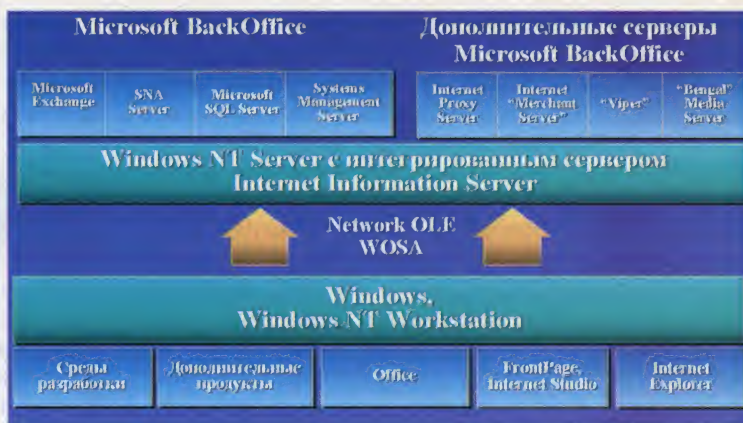 Microsoft BackOffice
Дополнительные серверы
Microsoft BackOffice
Microsoft
Exchange
SNA
Server
Microsoft
SQL Server
Systems
Management
Server
Internet
Proxy
Server
Internet
“Merchant
Server”
“Viper”
“Bengal”
Media
Server
Windows NT Server с интегрированным сервером
Internet Information Server
Network OLE
WOSA
Windows,
Windows NT Workstation
Среды
разработки
Дополнительные
продукты
Office
FrontPage,
Internet Studio
Internet
Explorer